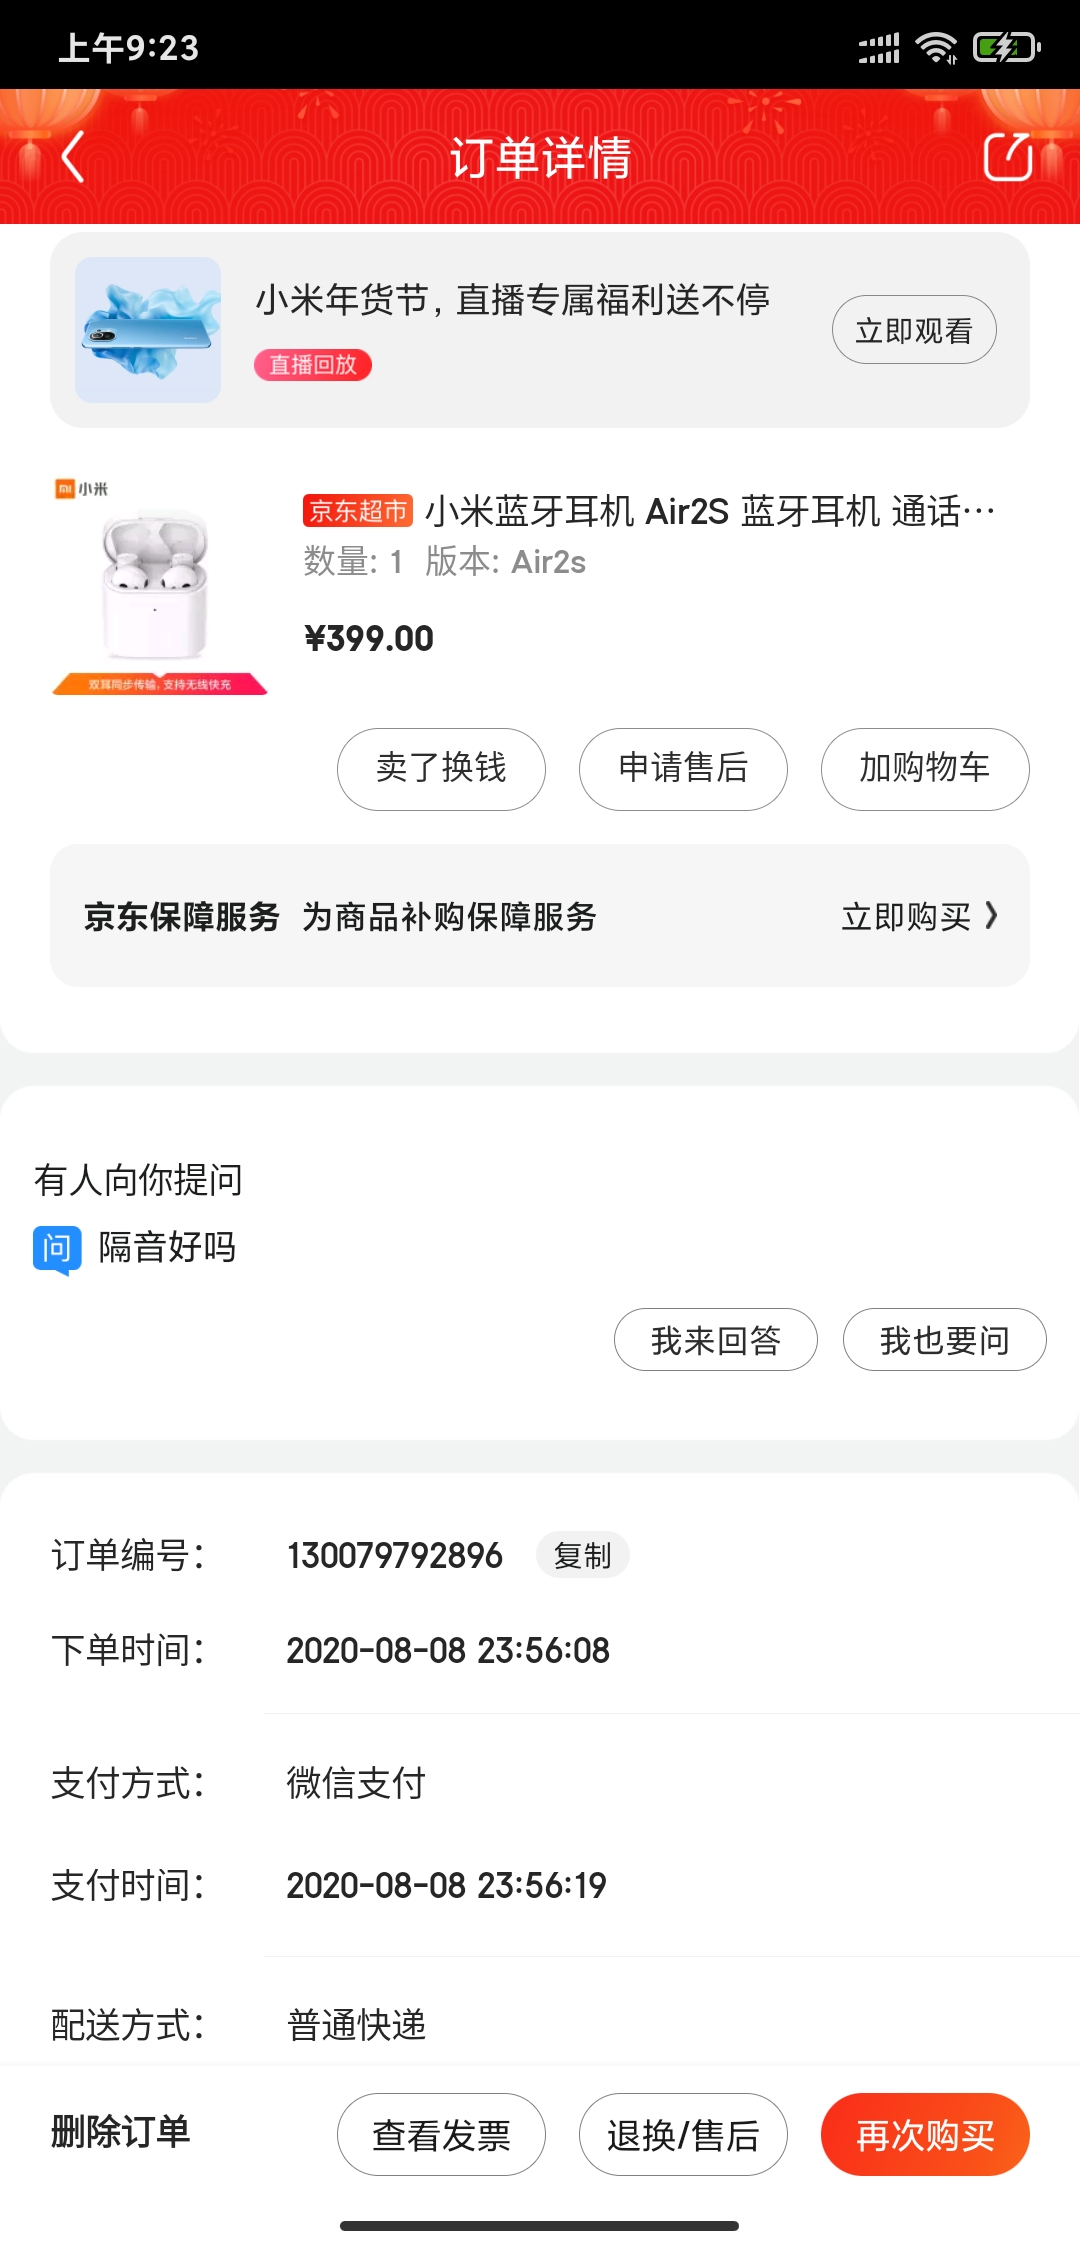 上午9:23
订单详情
小米年货节，直播专属福利送不停
直播回放
立即观看
小米
京东超市 小米蓝牙耳机 Air2S 蓝牙耳机 通话…
数量: 1 版本: Air2s
¥399.00
双耳同步传输，支持无线快充
卖了换钱 申请售后 加购物车
京东保障服务 为商品补购保障服务 立即购买
有人向你提问
问 隔音好吗
我来回答 我也要问
订单编号： 130079792896 复制
下单时间： 2020-08-08 23:56:08
支付方式： 微信支付
支付时间： 2020-08-08 23:56:19
配送方式： 普通快递
删除订单 查看发票 退换/售后 再次购买